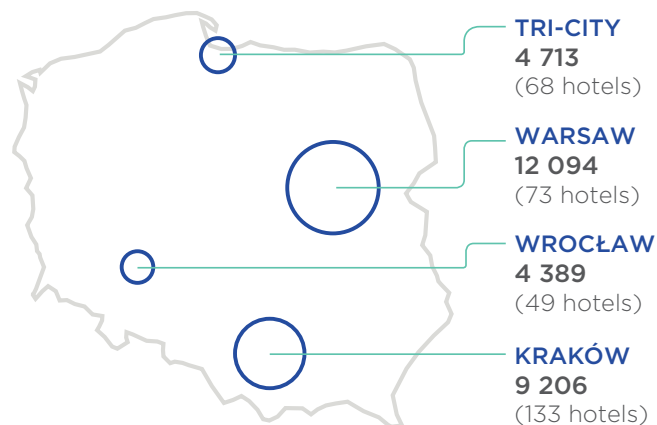 TRI-CITY
4 713
(68 hotels)
WARSAW
12 094
(73 hotels)
WROCŁAW
4 389
(49 hotels)
KRAKÓW
9 206
(133 hotels)